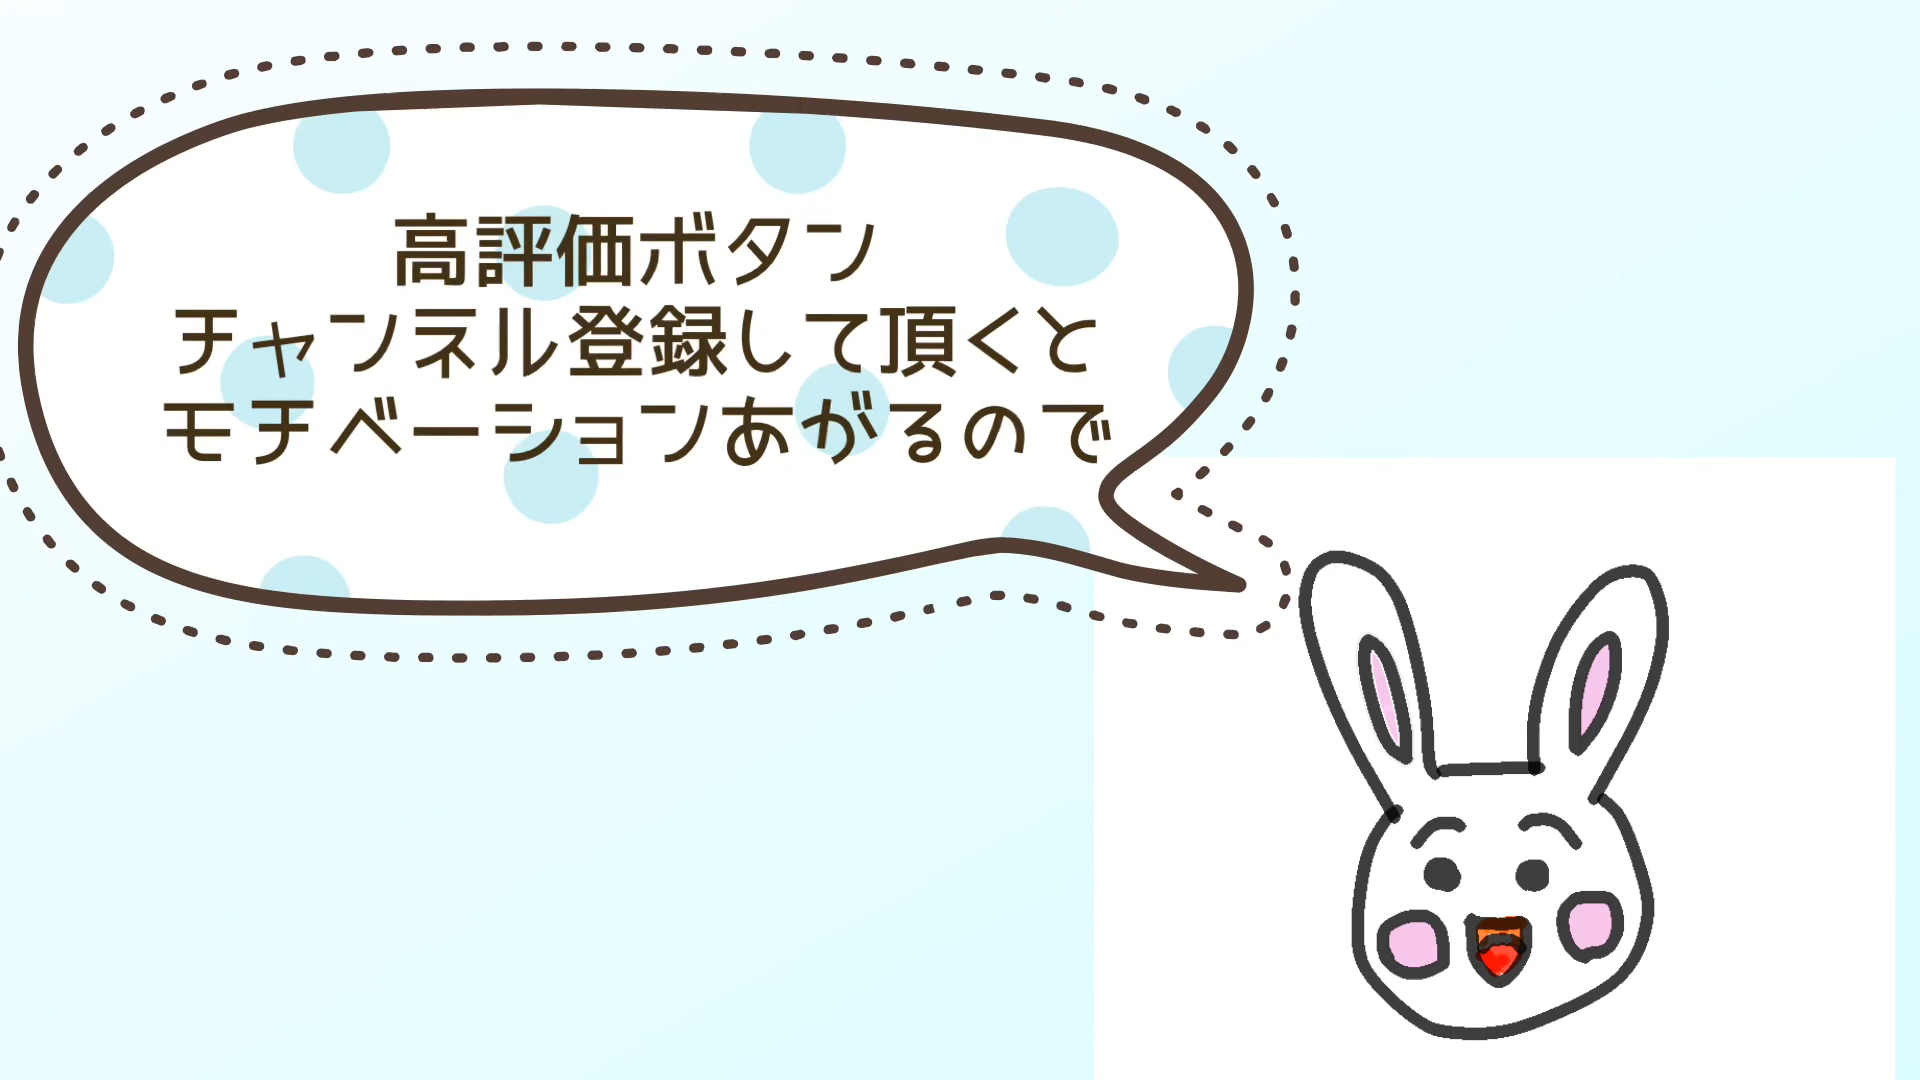 高評価ボタン
チャンネル登録して頂くと
モチベーションあがるので